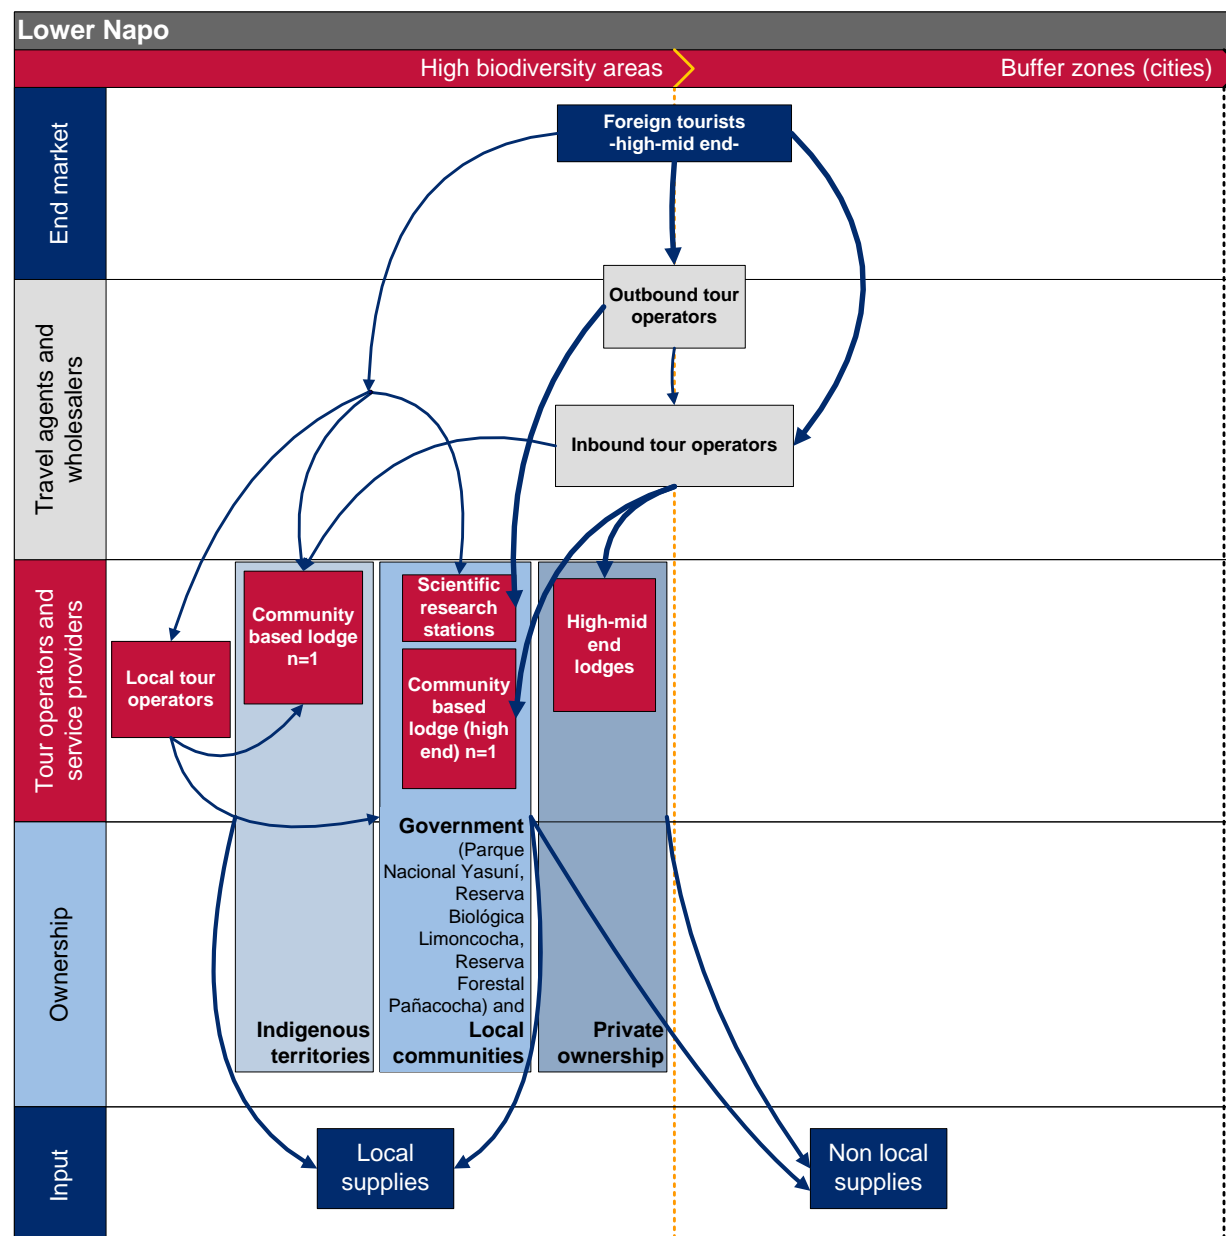 Lower Napo
High biodiversity areas
Buffer zones (cities)
End market
Foreign tourists
-high-mid end-
Travel agents and
wholesalers
Outbound tour
operators
Inbound tour operators
Tour operators and
service providers
Local tour
operators
Community
based lodge
n=1
Scientific
research
stations
Community
based
lodge (high
end) n=1
High-mid
end
lodges
Ownership
Indigenous
territories
Government
(Parque
Nacional Yasuní,
Reserva
Biológica
Limoncocha,
Reserva
Forestal
Pañacocha) and
Local
communities
Private
ownership
Input
Local
supplies
Non local
supplies